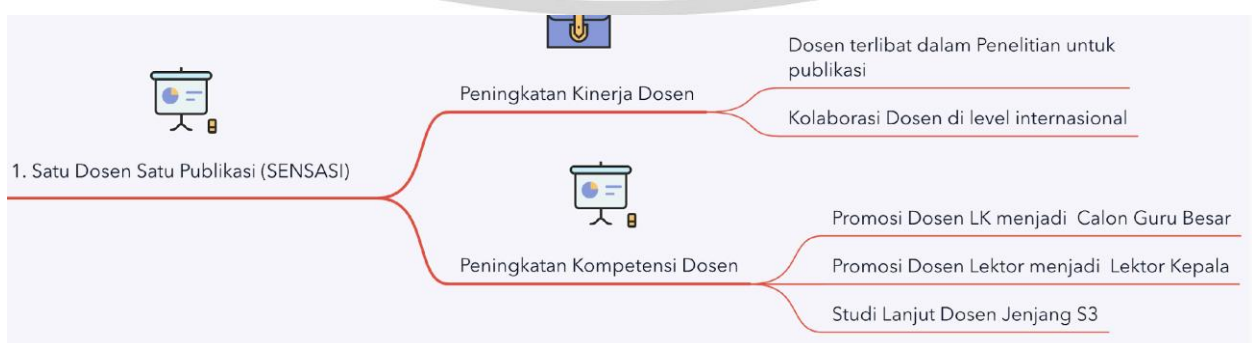 1. Satu Dosen Satu Publikasi (SENSASI)
Peningkatan Kinerja Dosen
Dosen terlibat dalam Penelitian untuk
publikasi
Kolaborasi Dosen di level internasional
Peningkatan Kompetensi Dosen
Promosi Dosen LK menjadi Calon Guru Besar
Promosi Dosen Lektor menjadi Lektor Kepala
Studi Lanjut Dosen Jenjang S3